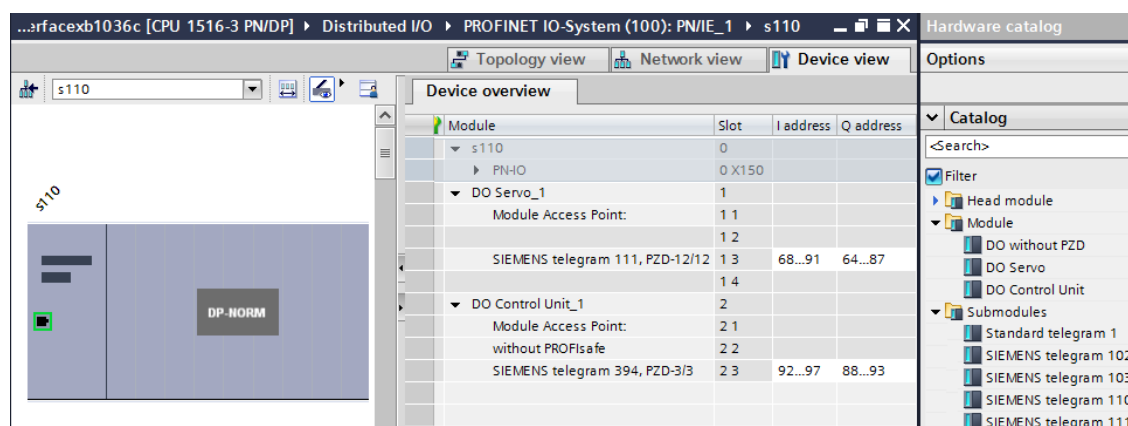 ...erfacexb1036c [CPU 1516-3 PN/DP] ▸ Distributed I/O ▸ PROFINET IO-System (100): PN/IE_1 ▸ s110
Hardware catalog
Topology view Network view Device view
Options
s110
Device overview
Module Slot I address Q address
Catalog
s110 0
<Search>
PN-IO 0 X150
Filter
DO Servo_1 1
Head module
Module Access Point: 1 1
Module
1 2
DO without PZD
SIEMENS telegram 111, PZD-12/12 1 3 68...91 64...87
DO Servo
1 4
DO Control Unit
DO Control Unit_1 2
Submodules
Module Access Point: 2 1
Standard telegram 1
without PROFIsafe 2 2
SIEMENS telegram 102
SIEMENS telegram 394, PZD-3/3 2 3 92...97 88...93
SIEMENS telegram 103
SIEMENS telegram 110
SIEMENS telegram 111
s110
DP-NORM